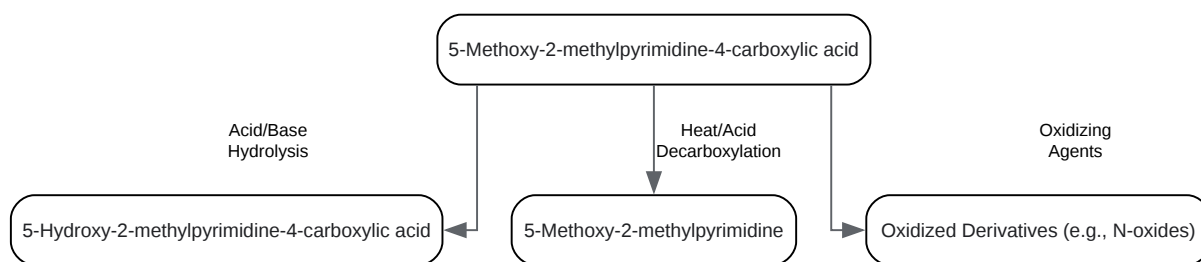 5-Methoxy-2-methylpyrimidine-4-carboxylic acid
Acid/Base
Hydrolysis
Heat/Acid
Decarboxylation
Oxidizing
Agents
5-Hydroxy-2-methylpyrimidine-4-carboxylic acid
5-Methoxy-2-methylpyrimidine
Oxidized Derivatives (e.g., N-oxides)